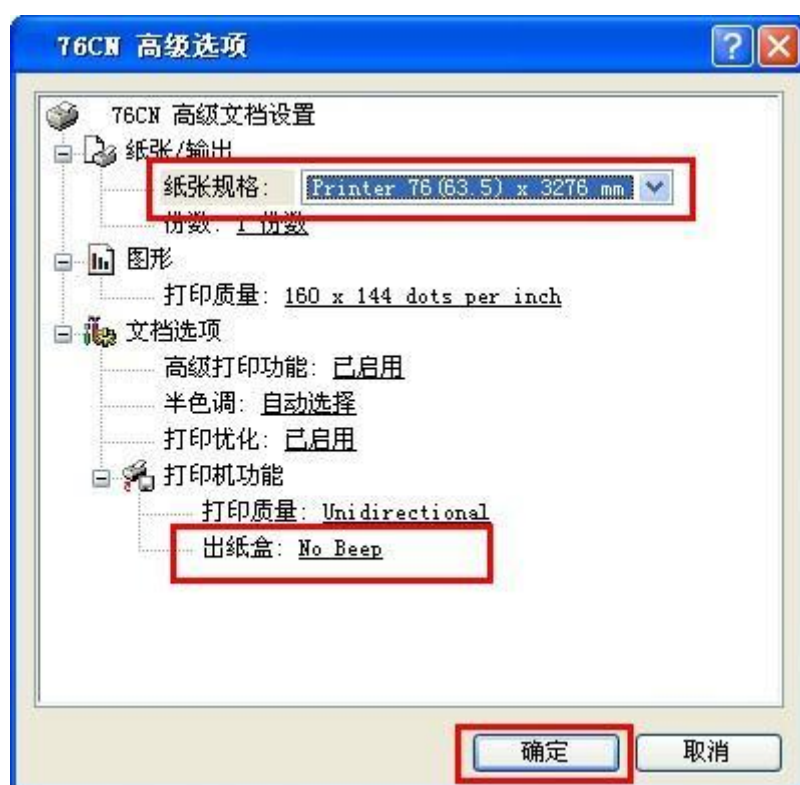 76CN 高级选项
76CN 高级文档设置
纸张/输出
纸张规格: Printer 76(63.5) x 3276 mm
份数: 1 份数
图形
打印质量: 160 x 144 dots per inch
文档选项
高级打印功能: 已启用
半色调: 自动选择
打印优化: 已启用
打印机功能
打印质量: Unidirectional
出纸盒: No Beep
确定 取消